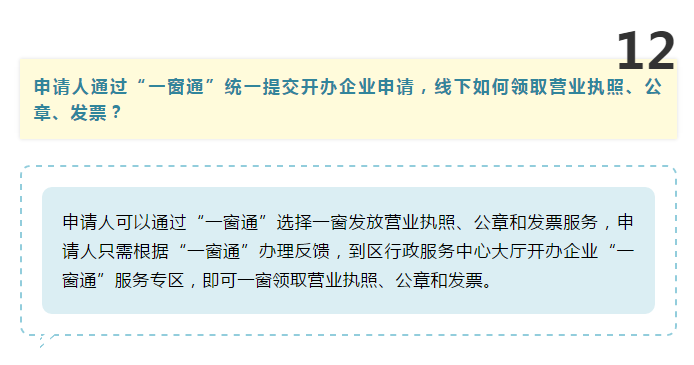 12
申请人通过“一窗通”统一提交开办企业申请，线下如何领取营业执照、公
章、发票？
申请人可以通过“一窗通”选择一窗发放营业执照、公章和发票服务，申
请人只需根据“一窗通”办理反馈，到区行政服务中心大厅开办企业“一
窗通”服务专区，即可一窗领取营业执照、公章和发票。